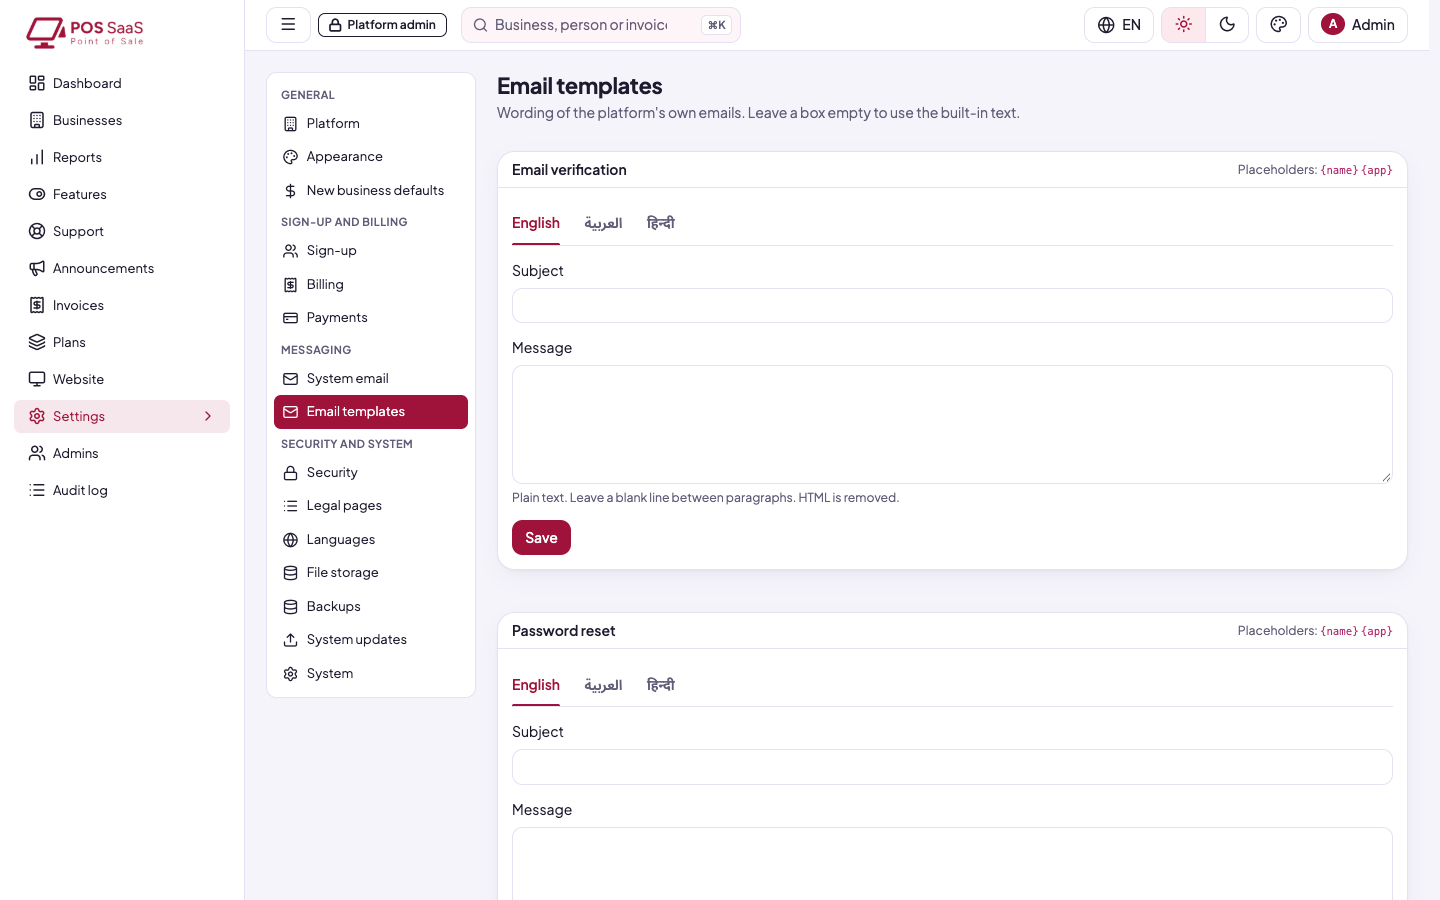 POS SaaS
Point of Sale
Dashboard
Businesses
Reports
Features
Support
Announcements
Invoices
Plans
Website
Settings
Admins
Audit log
Platform admin
Business, person or invoice
⌘K
EN
A
Admin
GENERAL
Platform
Appearance
New business defaults
SIGN-UP AND BILLING
Sign-up
Billing
Payments
MESSAGING
System email
Email templates
SECURITY AND SYSTEM
Security
Legal pages
Languages
File storage
Backups
System updates
System
Email templates
Wording of the platform's own emails. Leave a box empty to use the built-in text.
Email verification
Placeholders: {name} {app}
English العربية हिन्दी
Subject
Message
Plain text. Leave a blank line between paragraphs. HTML is removed.
Save
Password reset
Placeholders: {name} {app}
English العربية हिन्दी
Subject
Message